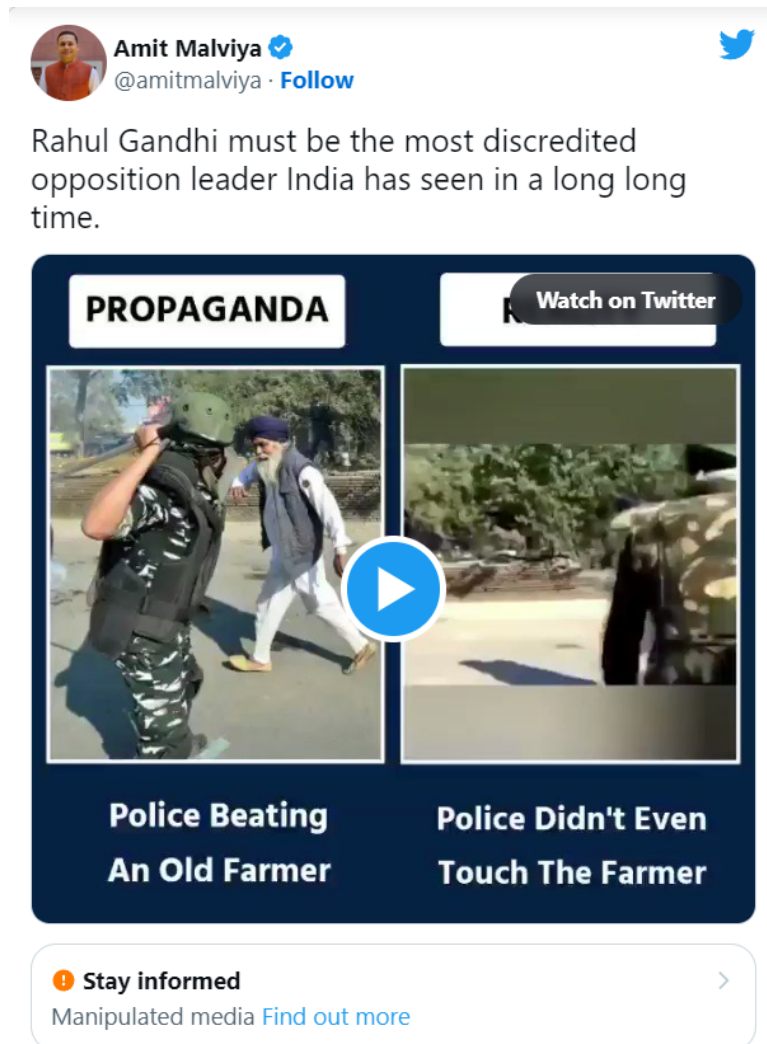 Amit Malviya
@amitmalviya · Follow
Rahul Gandhi must be the most discredited
opposition leader India has seen in a long long
time.
PROPAGANDA
Watch on Twitter
Police Beating
An Old Farmer
Police Didn't Even
Touch The Farmer
Stay informed
Manipulated media Find out more